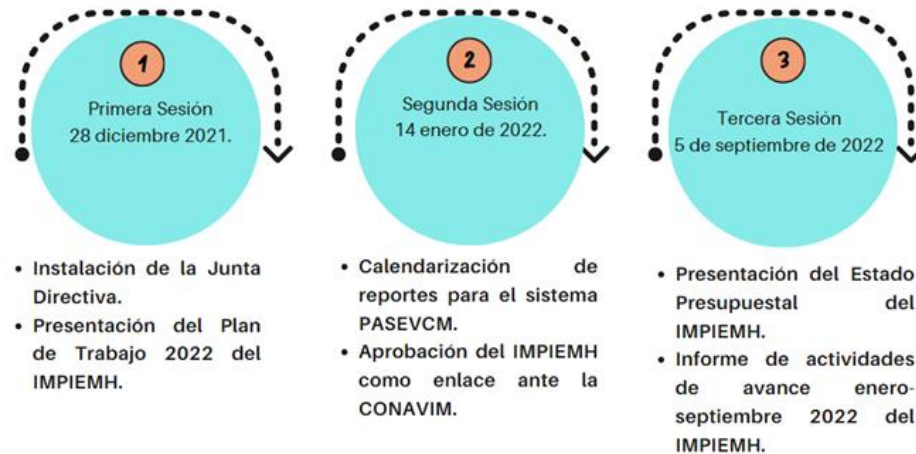 1
Primera Sesión
28 diciembre 2021.
• Instalación de la Junta
Directiva.
• Presentación del Plan
de Trabajo 2022 del
IMPIEMH.
2
Segunda Sesión
14 enero de 2022.
• Calendarización de
reportes para el sistema
PASEVCM.
• Aprobación del IMPIEMH
como enlace ante la
CONAVIM.
3
Tercera Sesión
5 de septiembre de 2022
• Presentación del Estado
Presupuestal del
IMPIEMH.
• Informe de actividades
de avance enero-
septiembre 2022 del
IMPIEMH.